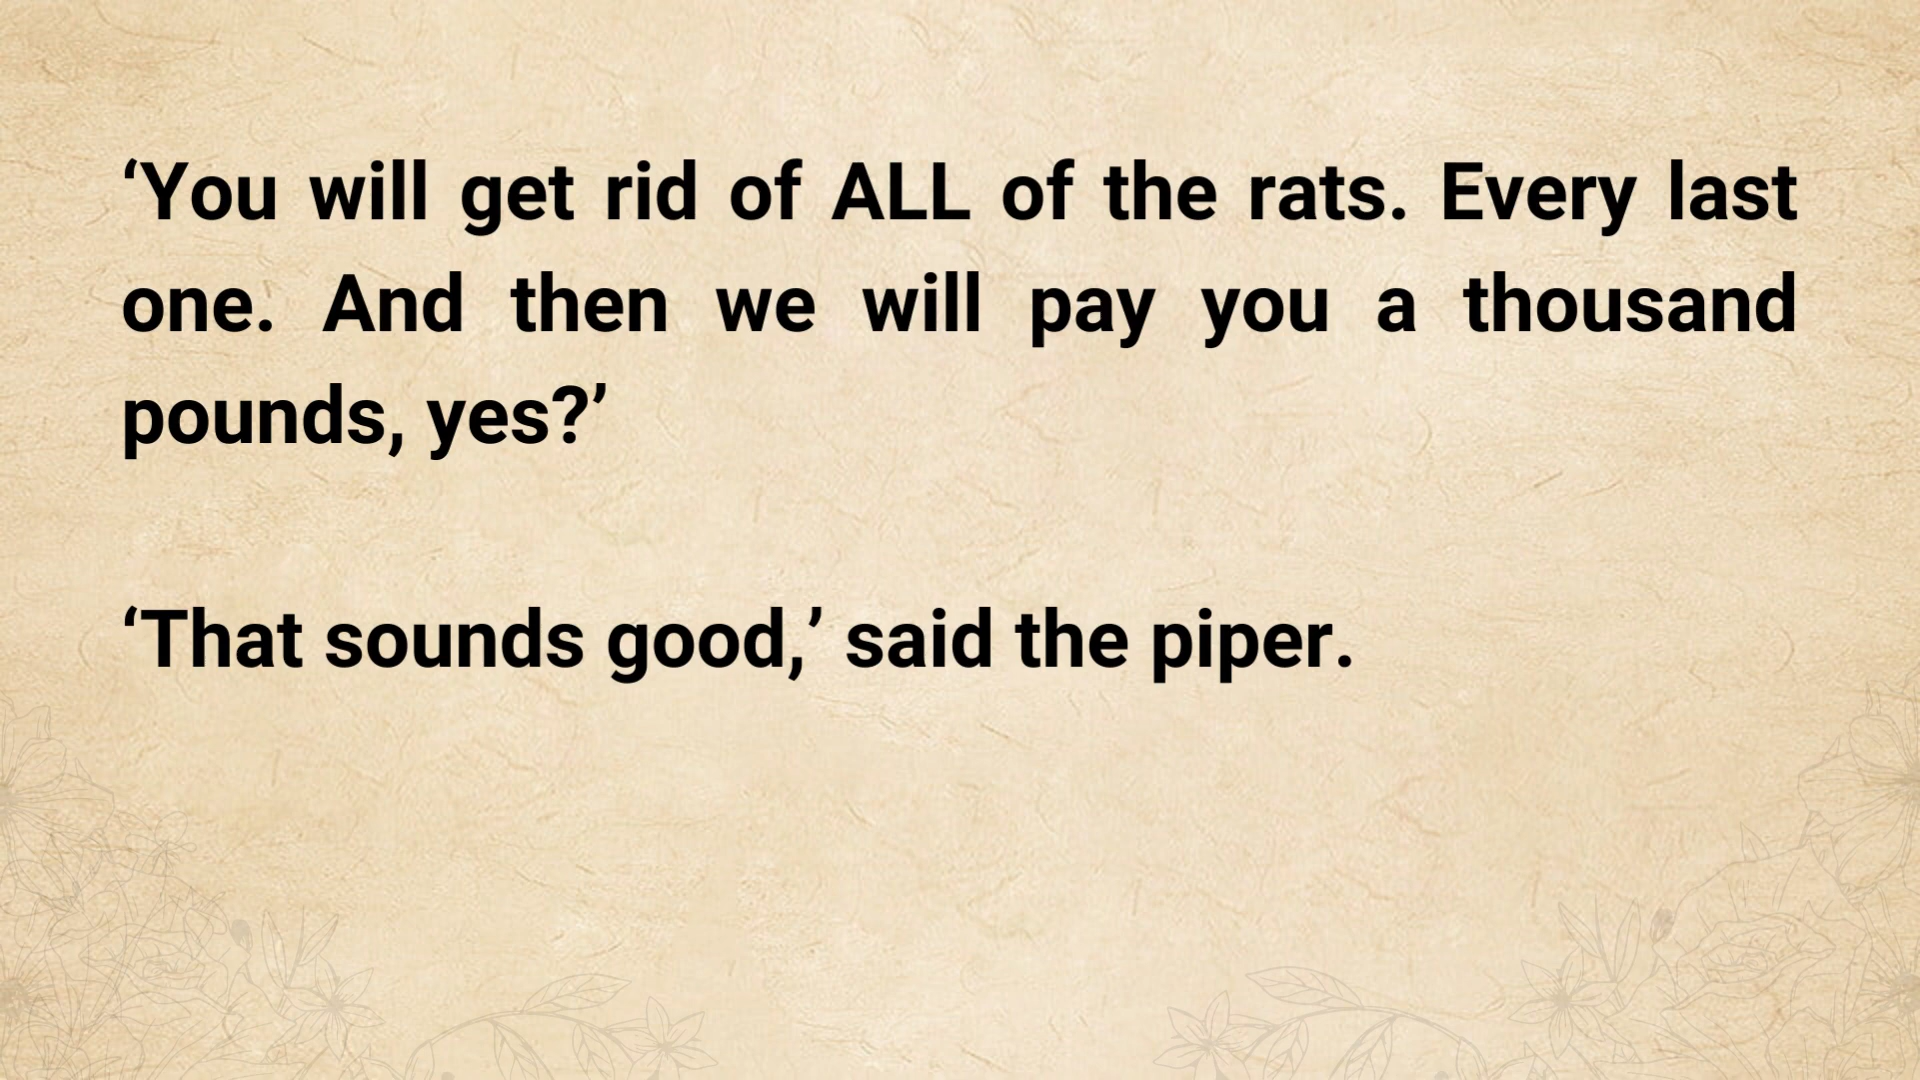 ‘You will get rid of ALL of the rats. Every last
one. And then we will pay you a thousand
pounds, yes?’
‘That sounds good,’ said the piper.